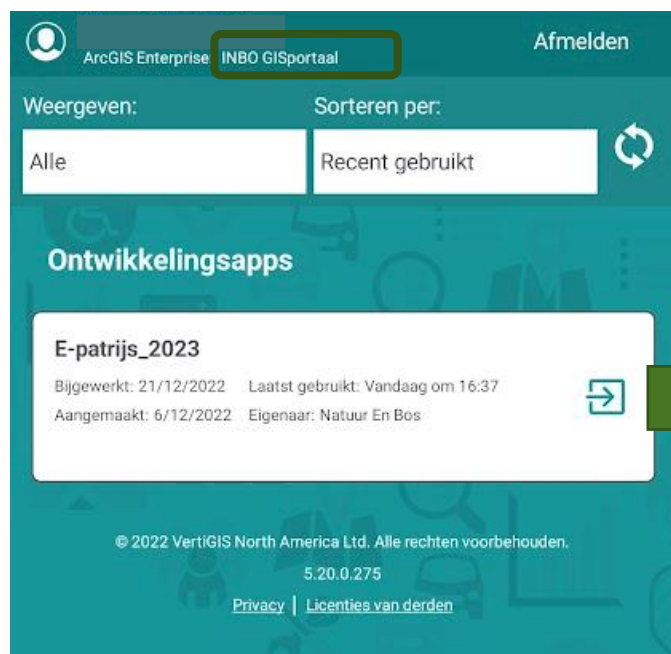 Afmelden
ArcGIS Enterprise: INBO GISportaal
Weergeven: Sorteren per:
Alle Recent gebruikt
Ontwikkelingsapps
E-patrijs_2023
Bijgewerkt: 21/12/2022 Laatst gebruikt: Vandaag om 16:37
Aangemaakt: 6/12/2022 Eigenaar: Natuur En Bos
© 2022 VertiGIS North America Ltd. Alle rechten voorbehouden.
5.20.0.275
Privacy | Licenties van derden